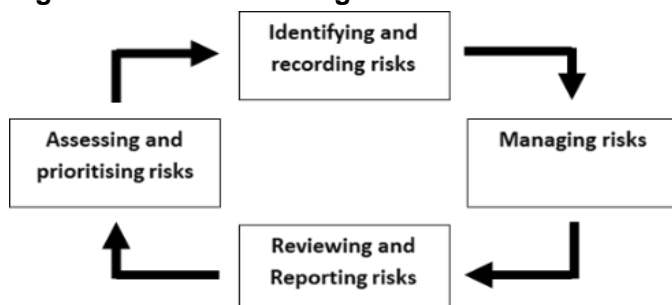 Identifying and
recording risks
Assessing and
prioritising risks
Managing risks
Reviewing and
Reporting risks